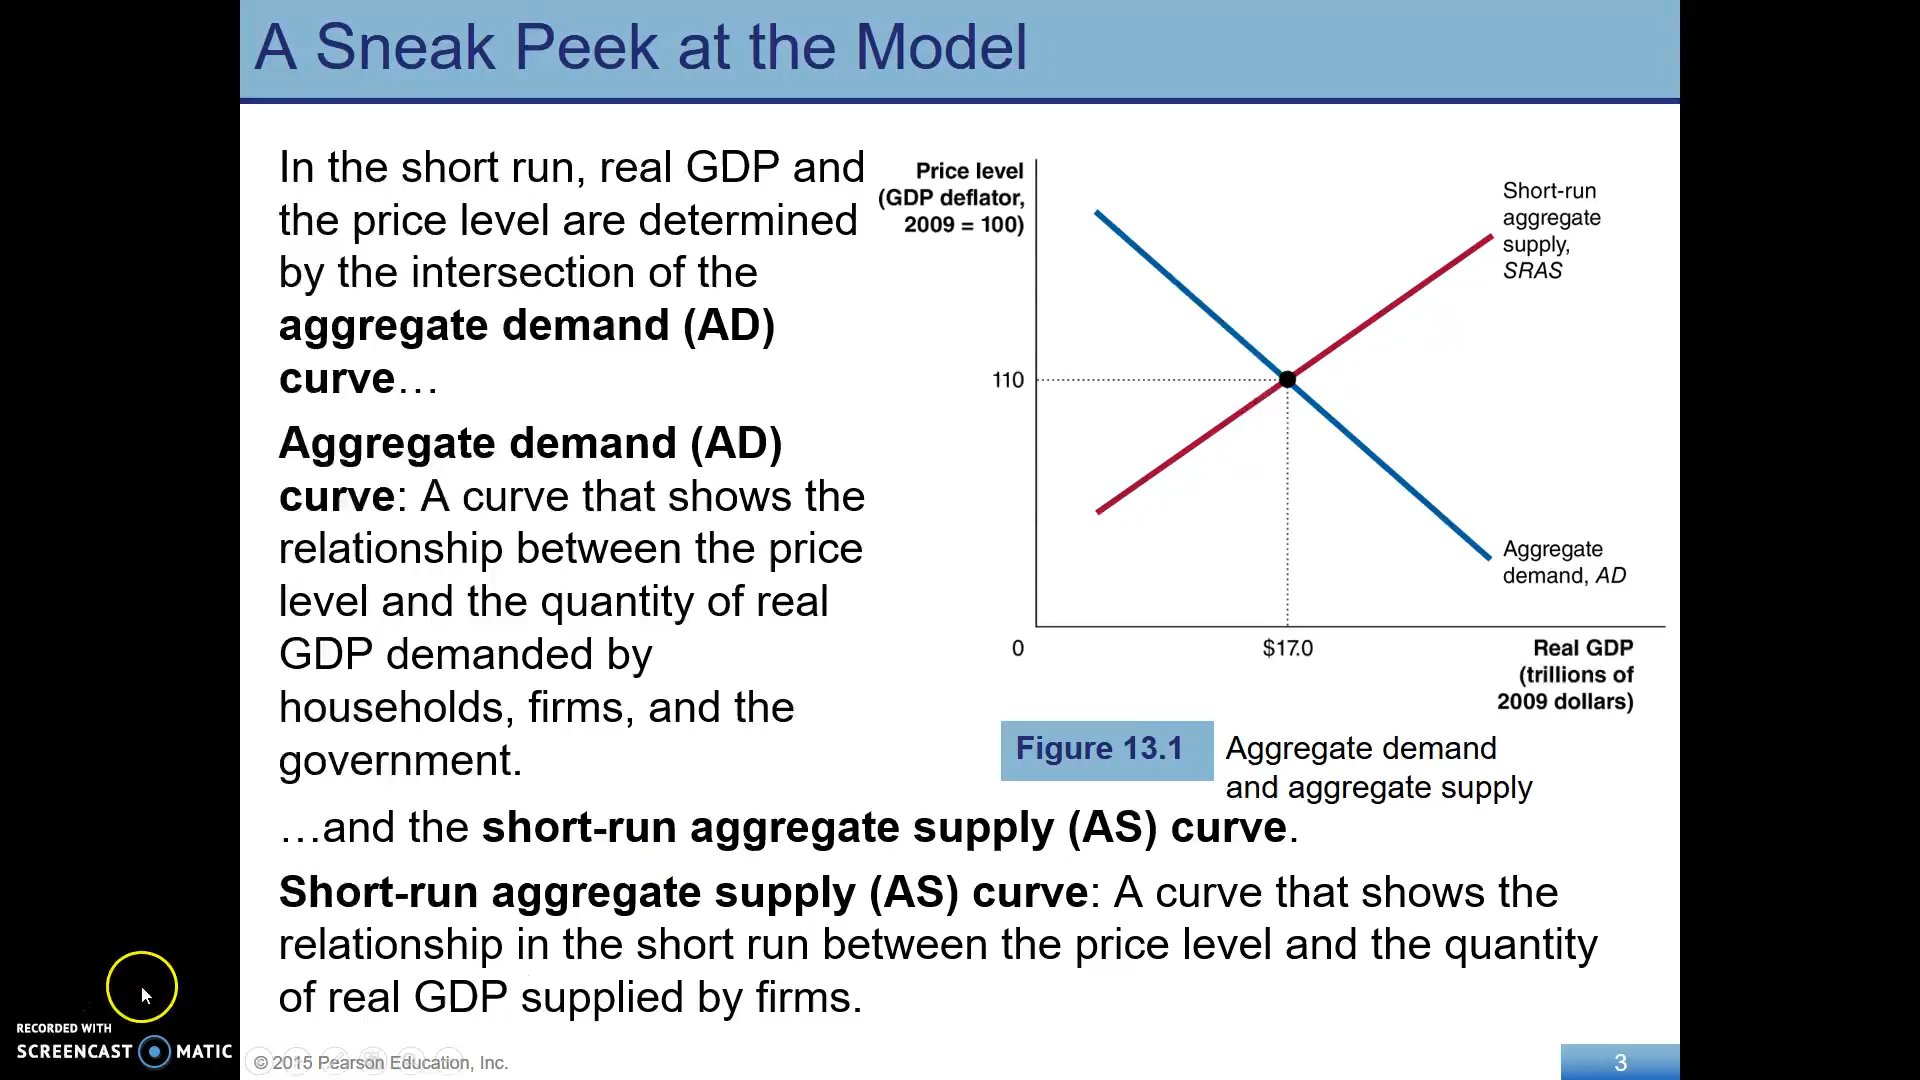 A Sneak Peek at the Model
In the short run, real GDP and
the price level are determined
by the intersection of the
aggregate demand (AD)
curve…
Aggregate demand (AD)
curve: A curve that shows the
relationship between the price
level and the quantity of real
GDP demanded by
households, firms, and the
government.
Price level
(GDP deflator,
2009 = 100)
Short-run
aggregate
supply,
SRAS
110
Aggregate
demand, AD
0
$17.0
Real GDP
(trillions of
2009 dollars)
Figure 13.1
Aggregate demand
and aggregate supply
…and the short-run aggregate supply (AS) curve.
Short-run aggregate supply (AS) curve: A curve that shows the
relationship in the short run between the price level and the quantity
of real GDP supplied by firms.
RECORDED WITH
SCREENCAST MATIC
© 2015 Pearson Education, Inc.
3